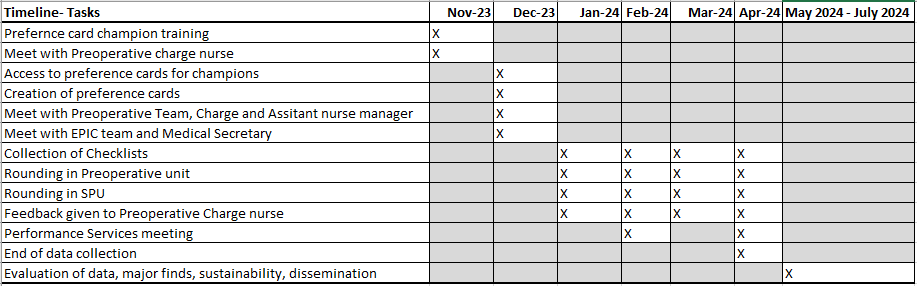 Timeline- Tasks Nov-23 Dec-23 Jan-24 Feb-24 Mar-24 Apr-24 May 2024 - July 2024
Prefernce card champion training X
Meet with Preoperative charge nurse X
Access to preference cards for champions X
Creation of preference cards X
Meet with Preoperative Team, Charge and Assitant nurse manager X
Meet with EPIC team and Medical Secretary X
Collection of Checklists X X X X
Rounding in Preoperative unit X X X X
Rounding in SPU X X X X
Feedback given to Preoperative Charge nurse X X X X
Performance Services meeting X X
End of data collection X
Evaluation of data, major finds, sustainability, dissemination X